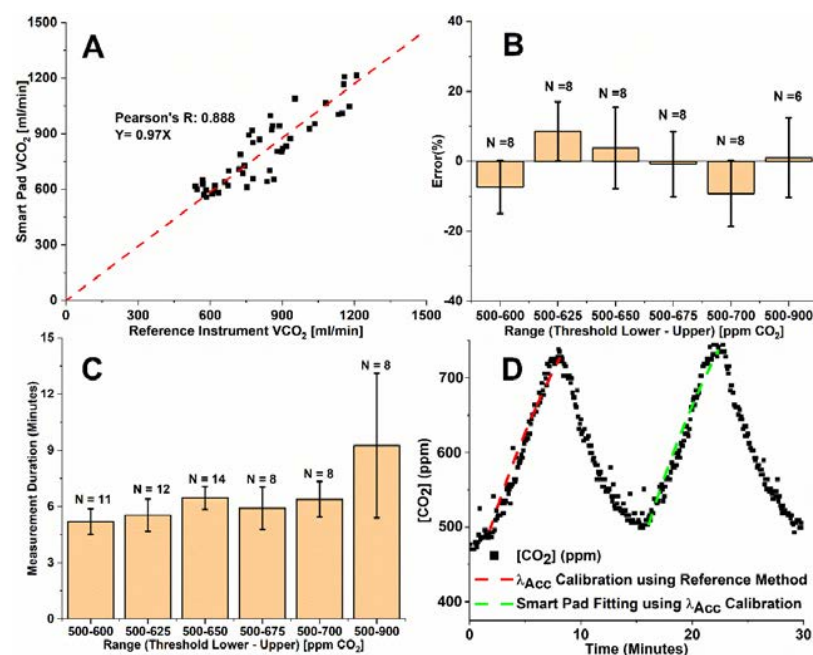 A
Pearson's R: 0.888
Y= 0.97X
Smart Pad VCO₂ [ml/min]
1500
1200
900
600
300
0
0 300 600 900 1200 1500
Reference Instrument VCO₂ [ml/min]
B
N =8
N =8
N =8
N =8
N =8
N =6
Error(%)
40
20
0
-20
-40
500-600 500-625 500-650 500-675 500-700 500-900
Range (Threshold Lower - Upper) [ppm CO₂]
C
N = 11
N = 12
N = 14
N = 8
N = 8
N = 8
Measurement Duration (Minutes)
15
12
9
6
3
0
500-600 500-625 500-650 500-675 500-700 500-900
Range (Threshold Lower - Upper) [ppm CO₂]
D
[CO₂] (ppm)
700
600
500
400
[CO₂] (ppm)
λAcc Calibration using Reference Method
Smart Pad Fitting using λAcc Calibration
0 10 20 30
Time (Minutes)